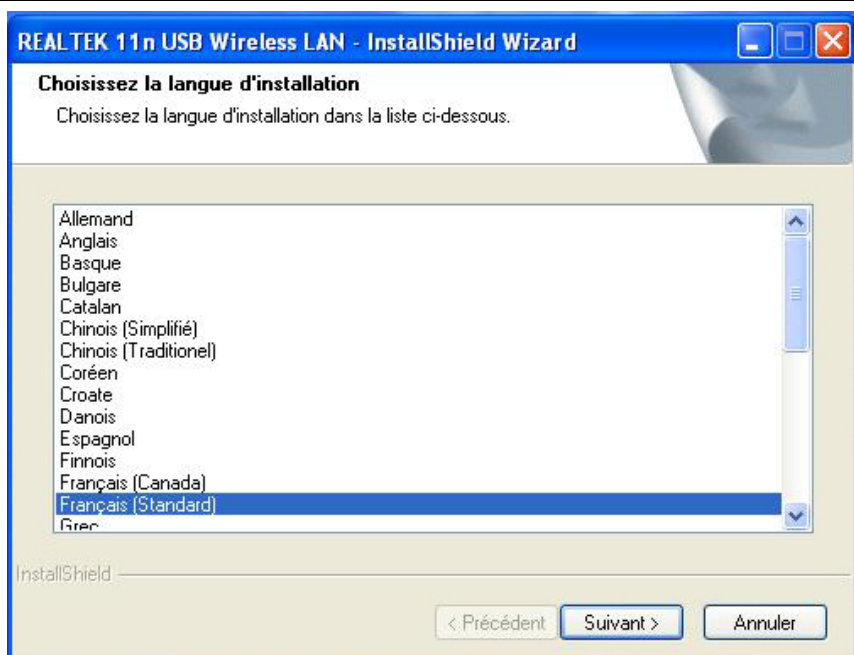 REALTEK 11n USB Wireless LAN - InstallShield Wizard
Choisissez la langue d'installation
Choisissez la langue d'installation dans la liste ci-dessous.
Allemand
Anglais
Basque
Bulgare
Catalan
Chinois (Simplifié)
Chinois (Traditionel)
Coréen
Croate
Danois
Espagnol
Finnois
Français (Canada)
Français (Standard)
Grec
InstallShield
< Précédent Suivant > Annuler